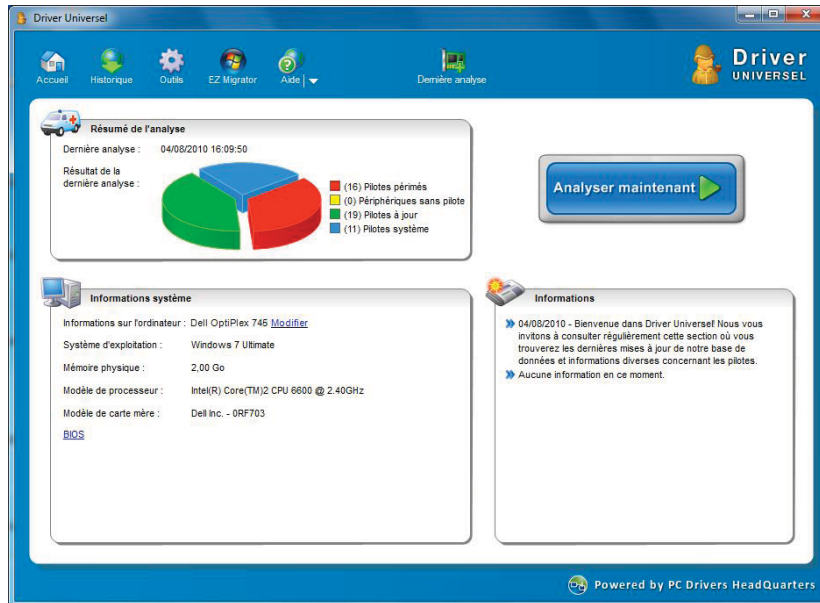 Driver Universel
Accueil
Historique
Outils
EZ Migrator
Aide
Dernière analyse
Driver
UNIVERSEL
Résumé de l'analyse
Dernière analyse : 04/08/2010 16:09:50
Résultat de la
dernière analyse :
(16) Pilotes périmés
(0) Périphériques sans pilote
(19) Pilotes à jour
(11) Pilotes système
Analyser maintenant
Informations système
Informations sur l'ordinateur : Dell OptiPlex 745 Modifier
Système d'exploitation : Windows 7 Ultimate
Mémoire physique : 2,00 Go
Modèle de processeur : Intel(R) Core(TM)2 CPU 6600 @ 2.40GHz
Modèle de carte mère : Dell Inc. - 0RF703
BIOS
Informations
04/08/2010 - Bienvenue dans Driver Universel! Nous vous
invitons à consulter régulièrement cette section où vous
trouverez les dernières mises à jour de notre base de
données et informations diverses concernant les pilotes.
Aucune information en ce moment.
Powered by PC Drivers HeadQuarters